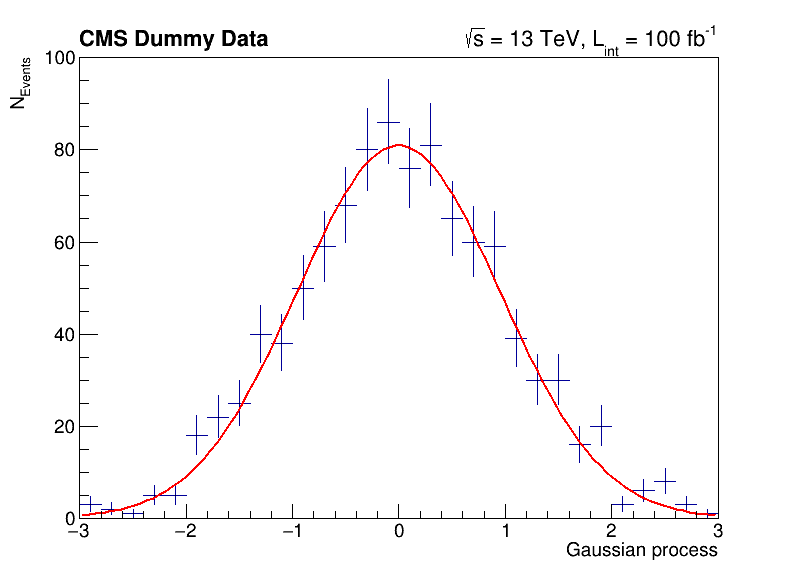 CMS Dummy Data
√s = 13 TeV, L_int = 100 fb^-1
N_Events
100
80
60
40
20
0
−3 −2 −1 0 1 2 3
Gaussian process